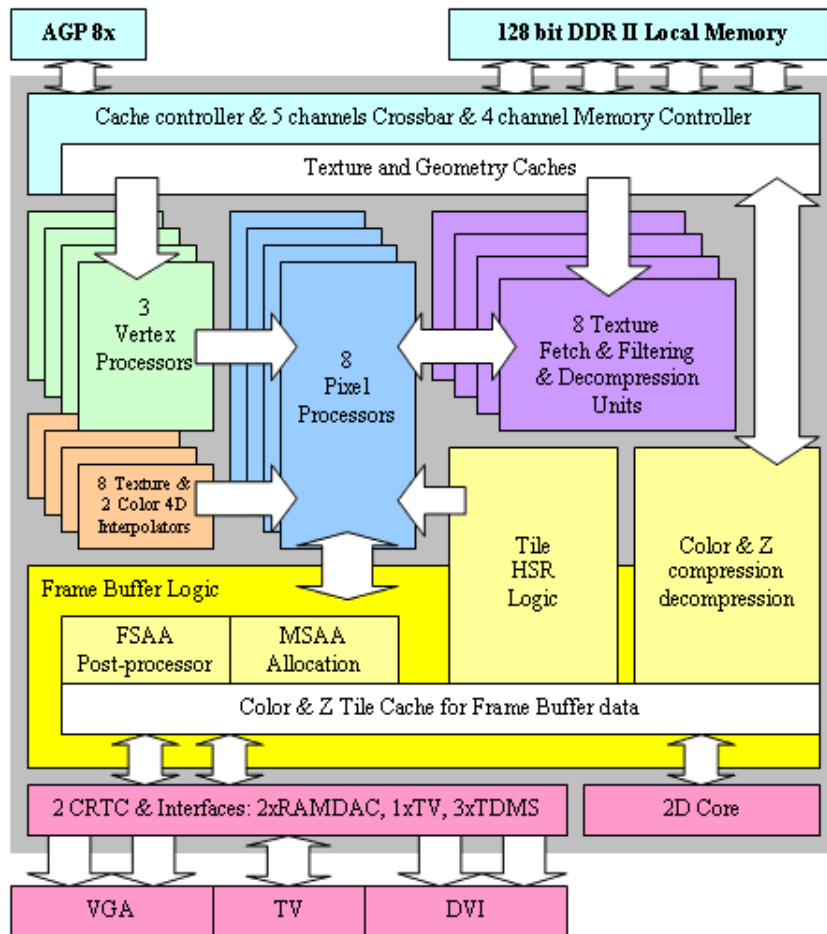 AGP 8x
128 bit DDR II Local Memory
Cache controller & 5 channels Crossbar & 4 channel Memory Controller
Texture and Geometry Caches
3
Vertex
Processors
8
Pixel
Processors
8 Texture
Fetch & Filtering
& Decompression
Units
8 Texture &
2 Color 4D
Interpolators
Tile
HSR
Logic
Color & Z
compression
decompression
Frame Buffer Logic
FSAA
Post-processor
MSAA
Allocation
Color & Z Tile Cache for Frame Buffer data
2 CRTC & Interfaces: 2xRAMDAC, 1xTV, 3xTDMS
2D Core
VGA
TV
DVI